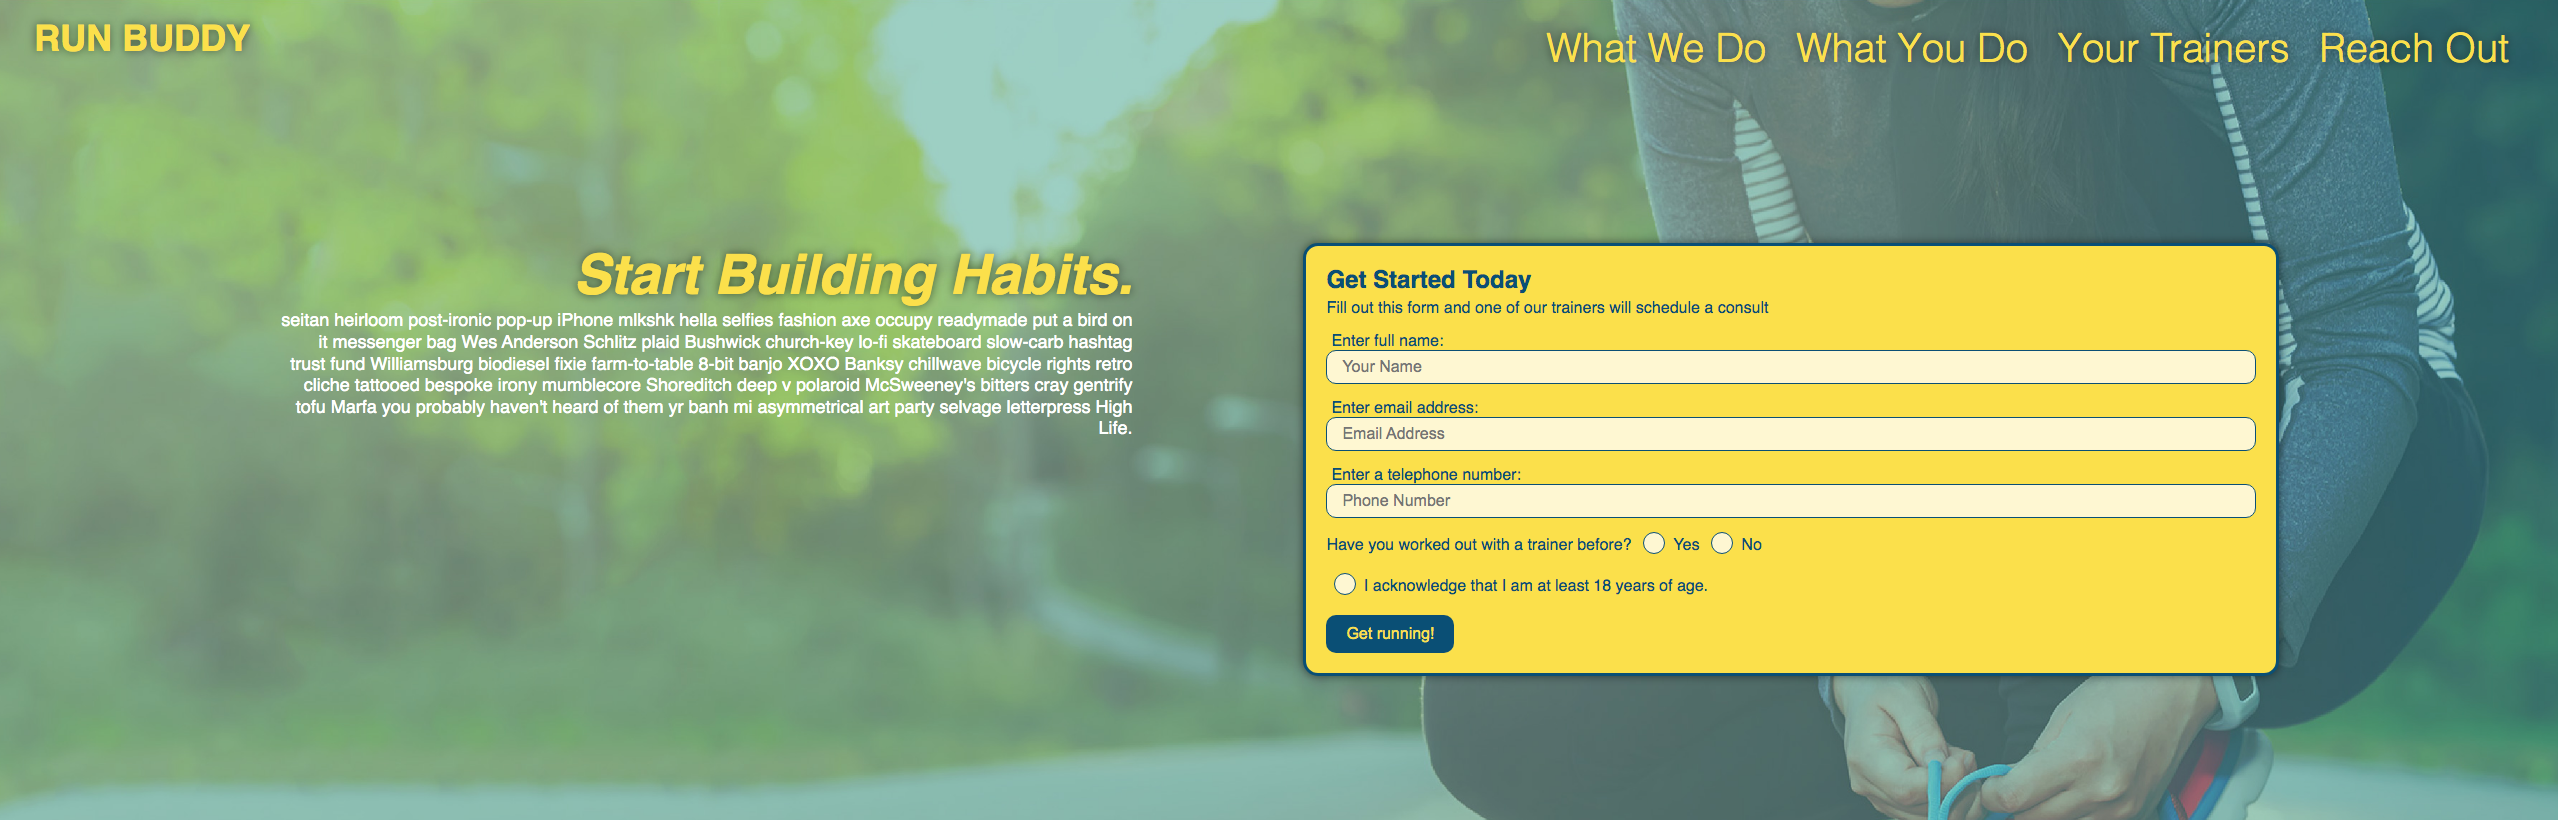 RUN BUDDY
What We Do What You Do Your Trainers Reach Out
Start Building Habits.
seitan heirloom post-ironic pop-up iPhone mlkshk hella selfies fashion axe occupy readymade put a bird on
it messenger bag Wes Anderson Schlitz plaid Bushwick church-key lo-fi skateboard slow-carb hashtag
trust fund Williamsburg biodiesel fixie farm-to-table 8-bit banjo XOXO Banksy chillwave bicycle rights retro
cliche tattooed bespoke irony mumblecore Shoreditch deep v polaroid McSweeney's bitters cray gentrify
tofu Marfa you probably haven't heard of them yr banh mi asymmetrical art party selvage letterpress High
Life.
Get Started Today
Fill out this form and one of our trainers will schedule a consult
Enter full name:
Your Name
Enter email address:
Email Address
Enter a telephone number:
Phone Number
Have you worked out with a trainer before? Yes No
I acknowledge that I am at least 18 years of age.
Get running!